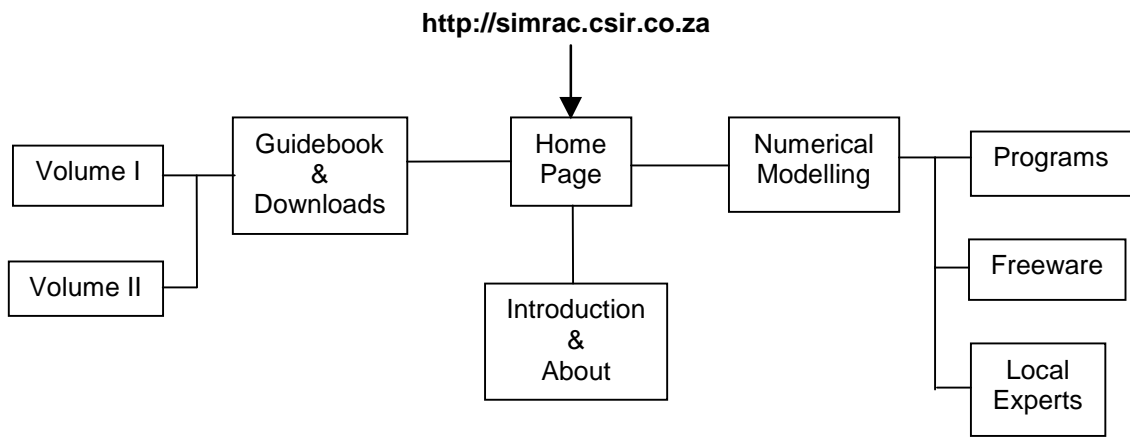 http://simrac.csir.co.za
Volume I
Volume II
Guidebook
&
Downloads
Home
Page
Introduction
&
About
Numerical
Modelling
Programs
Freeware
Local
Experts